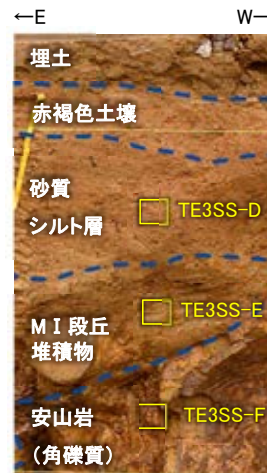 ←E W─
埋土
赤褐色土壌
砂質
シルト層
TE3SS-D
TE3SS-E
MⅠ段丘
堆積物
安山岩
(角礫質)
TE3SS-F